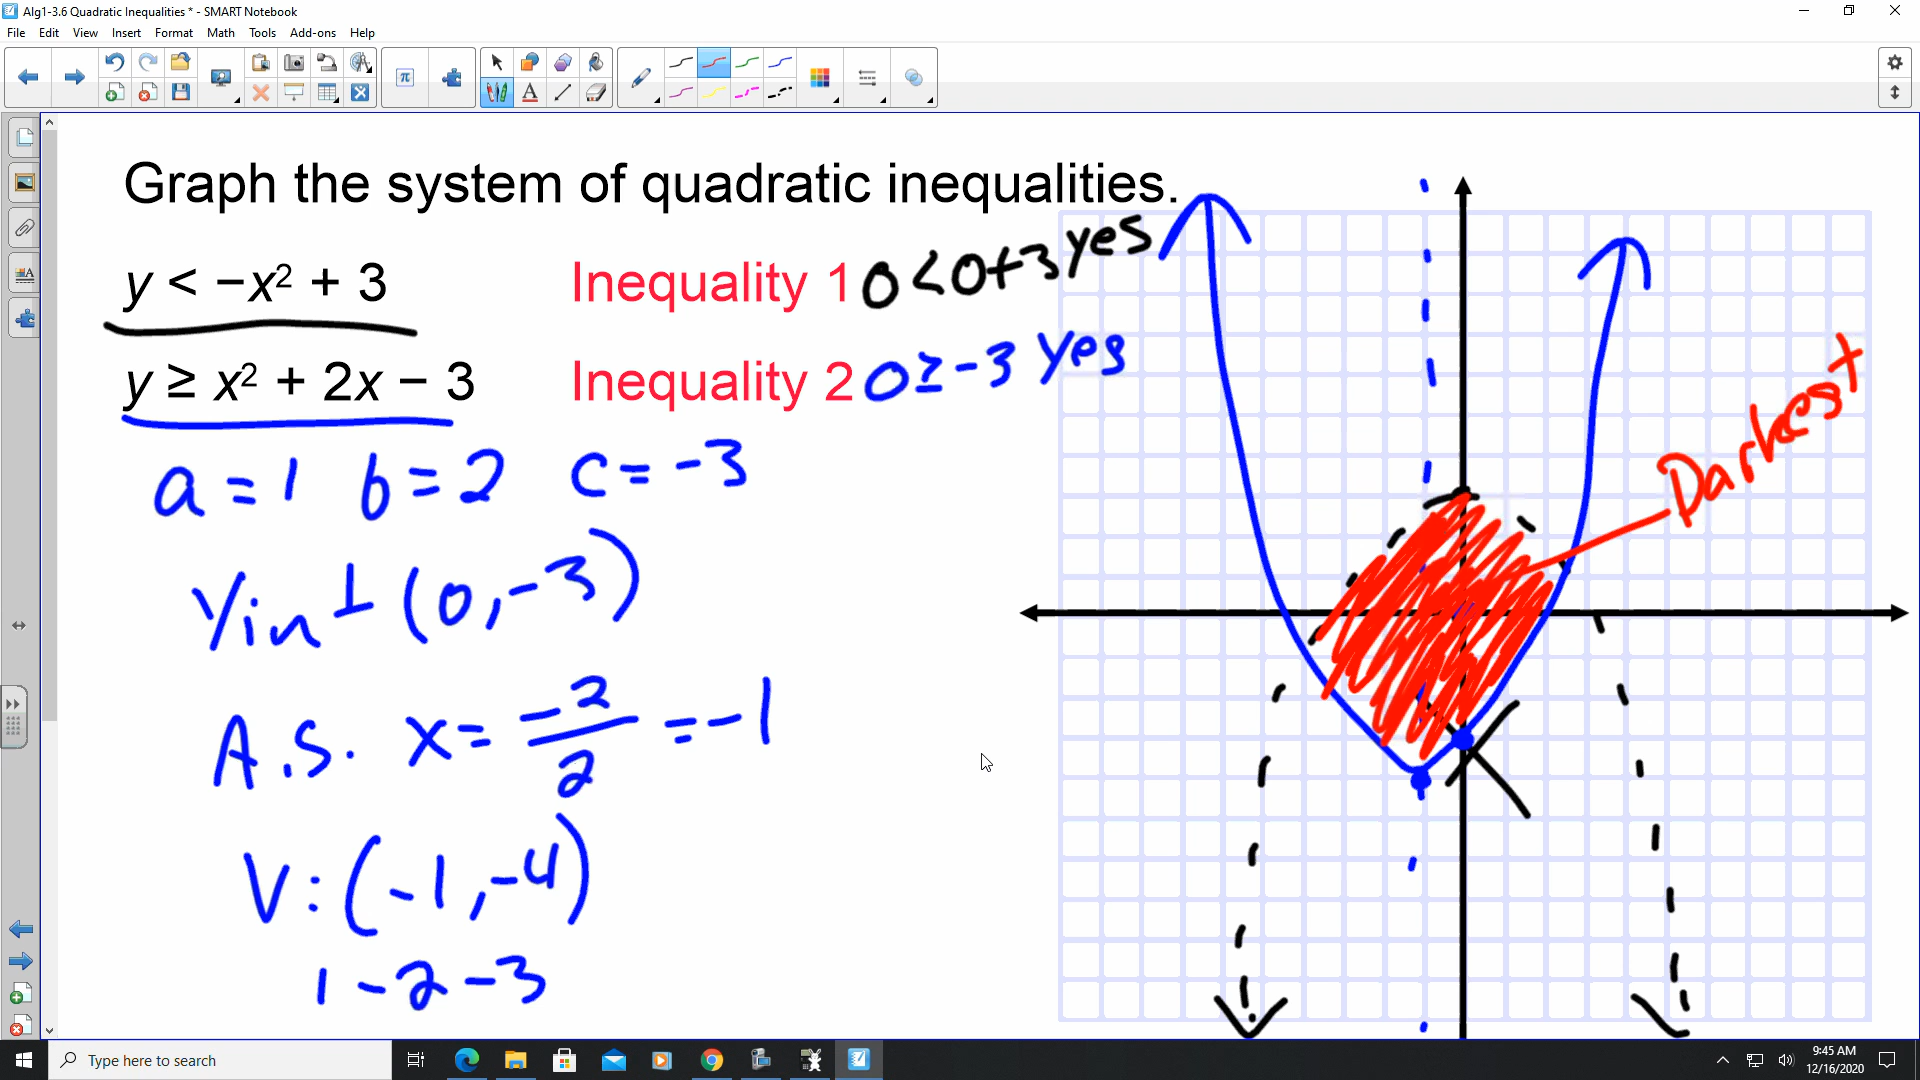 Alg1-3.6 Quadratic Inequalities * - SMART Notebook
File Edit View Insert Format Math Tools Add-ons Help
Graph the system of quadratic inequalities.
y < −x² + 3 Inequality 1 0<0+3 yes
y ≥ x² + 2x − 3 Inequality 2 0≥-3 yes
Darkest
a=1 b=2 c=-3
Yint (0,-3)
A.S. x= -2/2 =-1
V: (-1,-4)
1-2-3
Type here to search
9:45 AM
12/16/2020